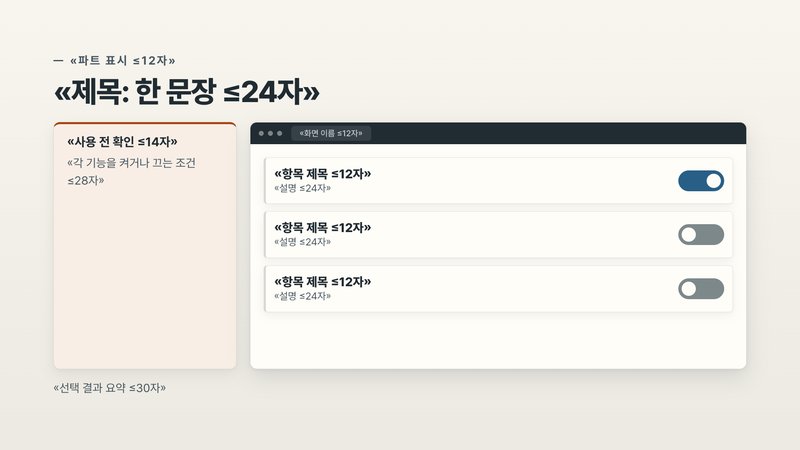 — «파트 표시 ≤12자»
«제목: 한 문장 ≤24자»
«사용 전 확인 ≤14자»
«각 기능을 켜거나 끄는 조건
≤28자»
«화면 이름 ≤12자»
«항목 제목 ≤12자»
«설명 ≤24자»
«항목 제목 ≤12자»
«설명 ≤24자»
«항목 제목 ≤12자»
«설명 ≤24자»
«선택 결과 요약 ≤30자»